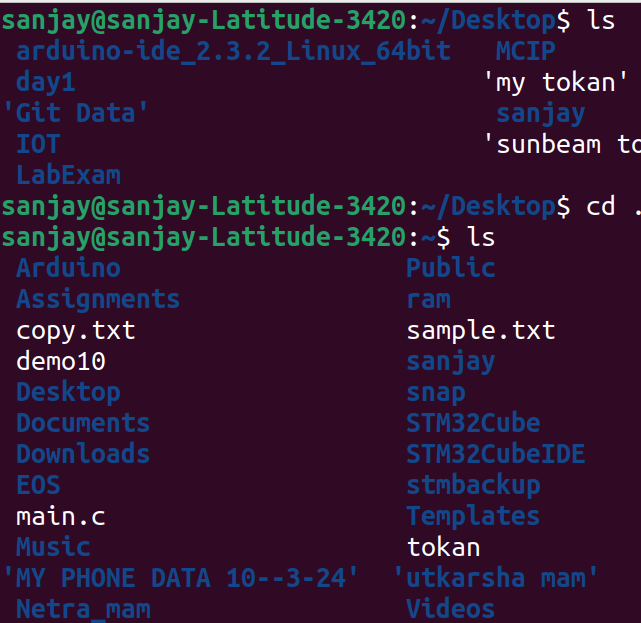 sanjay@sanjay-Latitude-3420:~/Desktop$ ls
arduino-ide_2.3.2_Linux_64bit MCIP
day1 'my tokan'
'Git Data' sanjay
IOT 'sunbeam
LabExam
sanjay@sanjay-Latitude-3420:~/Desktop$ cd .
sanjay@sanjay-Latitude-3420:~$ ls
Arduino Public
Assignments ram
copy.txt sample.txt
demo10 sanjay
Desktop snap
Documents STM32Cube
Downloads STM32CubeIDE
EOS stmbackup
main.c Templates
Music tokan
'MY PHONE DATA 10--3-24' 'utkarsha mam'
Netra_mam Videos